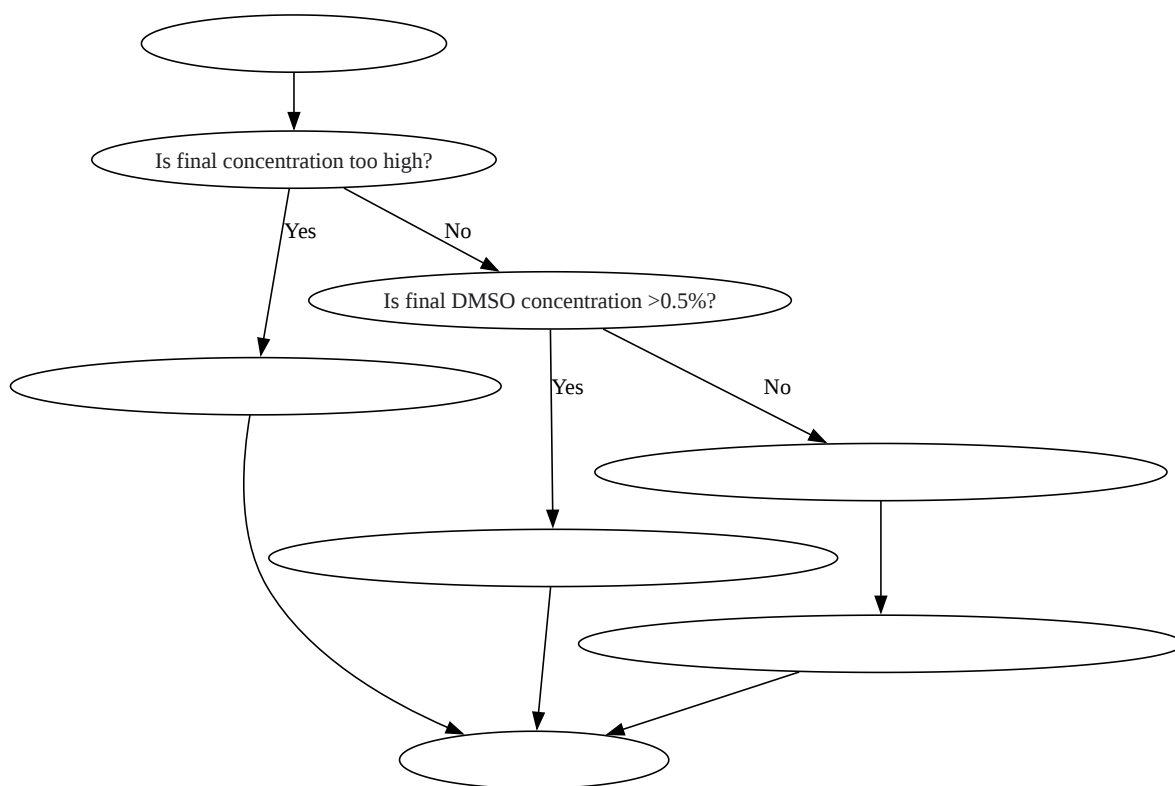 Is final concentration too high?
Yes
No
Is final DMSO concentration >0.5%?
Yes
No